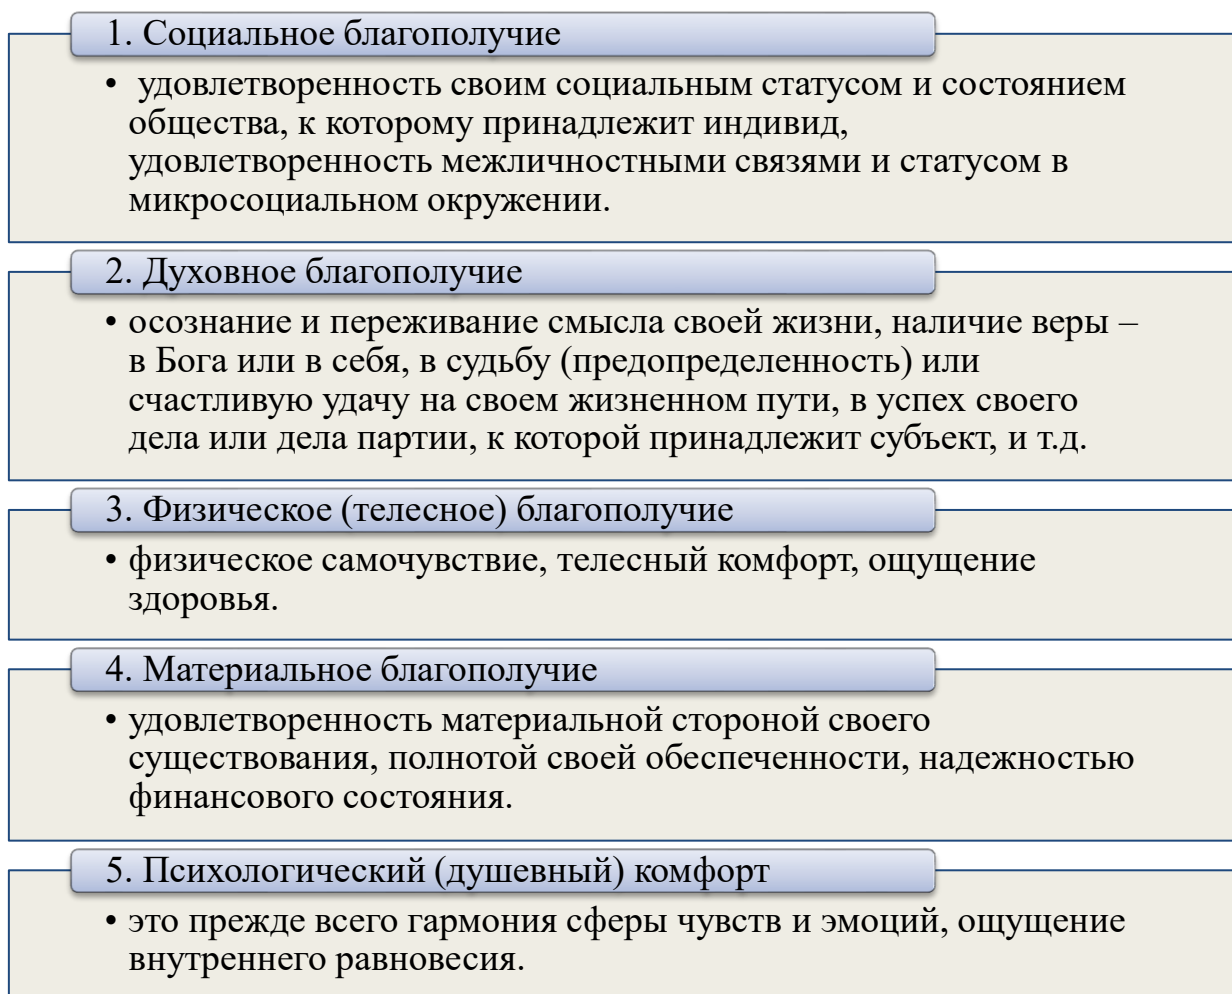 1. Социальное благополучие
• удовлетворенность своим социальным статусом и состоянием
общества, к которому принадлежит индивид,
удовлетворенность межличностными связями и статусом в
микросоциальном окружении.
2. Духовное благополучие
• осознание и переживание смысла своей жизни, наличие веры –
в Бога или в себя, в судьбу (предопределенность) или
счастливую удачу на своем жизненном пути, в успех своего
дела или дела партии, к которой принадлежит субъект, и т.д.
3. Физическое (телесное) благополучие
• физическое самочувствие, телесный комфорт, ощущение
здоровья.
4. Материальное благополучие
• удовлетворенность материальной стороной своего
существования, полнотой своей обеспеченности, надежностью
финансового состояния.
5. Психологический (душевный) комфорт
• это прежде всего гармония сферы чувств и эмоций, ощущение
внутреннего равновесия.